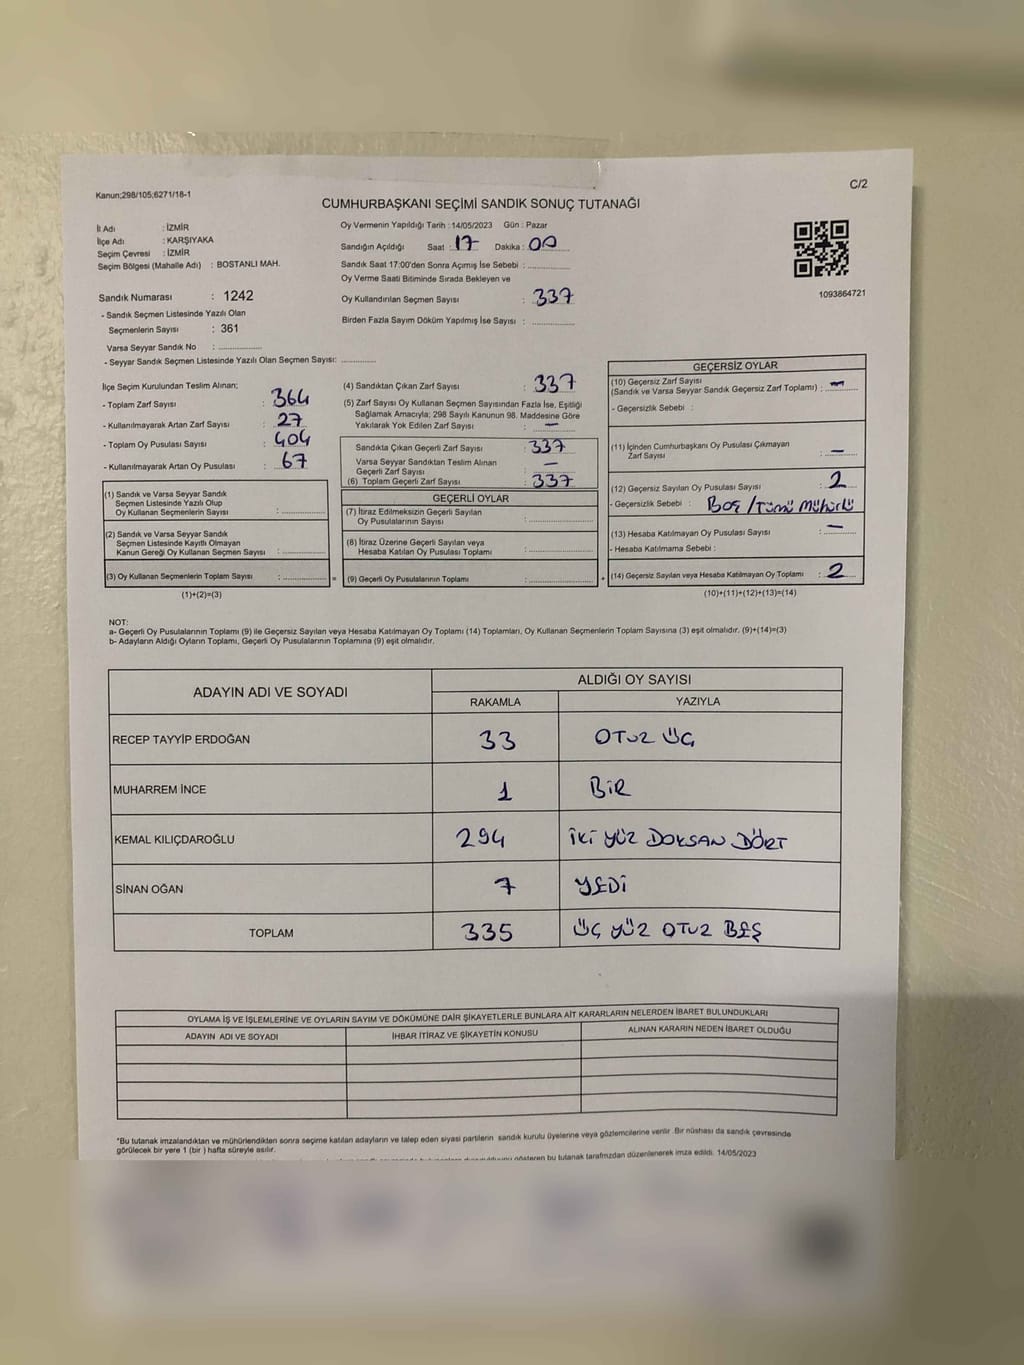 Kanun;298/105;6271/18-1
C/2
CUMHURBAŞKANI SEÇİMİ SANDIK SONUÇ TUTANAĞI
İl Adı : İZMİR
İlçe Adı : KARŞIYAKA
Seçim Çevresi : İZMİR
Seçim Bölgesi (Mahalle Adı) : BOSTANLI MAH.
Sandık Numarası : 1242
- Sandık Seçmen Listesinde Yazılı Olan
Seçmenlerin Sayısı : 361
Varsa Seyyar Sandık No : ....................
- Seyyar Sandık Seçmen Listesinde Yazılı Olan Seçmen Sayısı: ................
Oy Vermenin Yapıldığı Tarih : 14/05/2023 Gün : Pazar
Sandığın Açıldığı Saat : 17 Dakika : 00
Sandık Saat 17:00'den Sonra Açımış İse Sebebi : ....................
Oy Verme Saati Bitiminde Sırada Bekleyen ve
Oy Kullandırılan Seçmen Sayısı : 337
Birden Fazla Sayım Döküm Yapılmış İse Sayısı : ....................
1093864721
İlçe Seçim Kurulundan Teslim Alınan;
- Toplam Zarf Sayısı : 364
- Kullanılmayarak Artan Zarf Sayısı : 27
- Toplam Oy Pusulası Sayısı : 404
- Kullanılmayarak Artan Oy Pusulası : 67
(1) Sandık ve Varsa Seyyar Sandık
Seçmen Listesinde Yazılı Olup
Oy Kullanan Seçmenlerin Sayısı : ....................
(2) Sandık ve Varsa Seyyar Sandık
Seçmen Listesinde Kayıtlı Olmayan
Kanun Gereği Oy Kullanan Seçmen Sayısı : ....................
(3) Oy Kullanan Seçmenlerin Toplam Sayısı : ....................
(1)+(2)=(3)
(4) Sandıktan Çıkan Zarf Sayısı : 337
(5) Zarf Sayısı Oy Kullanan Seçmen Sayısından Fazla İse, Eşitliği
Sağlamak Amacıyla; 298 Sayılı Kanunun 98. Maddesine Göre
Yakılarak Yok Edilen Zarf Sayısı : —
Sandıkta Çıkan Geçerli Zarf Sayısı : 337
Varsa Seyyar Sandıktan Teslim Alınan
Geçerli Zarf Sayısı : —
(6) Toplam Geçerli Zarf Sayısı : 337
GEÇERLİ OYLAR
(7) İtiraz Edilmeksizin Geçerli Sayılan
Oy Pusulalarının Sayısı : ....................
(8) İtiraz Üzerine Geçerli Sayılan veya
Hesaba Katılan Oy Pusulası Toplamı : ....................
= (9) Geçerli Oy Pusulalarının Toplamı : ....................
GEÇERSİZ OYLAR
(10) Geçersiz Zarf Sayısı
(Sandık ve Varsa Seyyar Sandık Geçersiz Zarf Toplamı) : —
- Geçersizlik Sebebi :
(11) İçinden Cumhurbaşkanı Oy Pusulası Çıkmayan
Zarf Sayısı : —
(12) Geçersiz Sayılan Oy Pusulası Sayısı : 2
- Geçersizlik Sebebi : Boş / Tümü Mühürlü
(13) Hesaba Katılmayan Oy Pusulası Sayısı : —
- Hesaba Katılmama Sebebi :
+ (14) Geçersiz Sayılan veya Hesaba Katılmayan Oy Toplamı : 2
(10)+(11)+(12)+(13)=(14)
NOT:
a- Geçerli Oy Pusulalarının Toplamı (9) ile Geçersiz Sayılan veya Hesaba Katılmayan Oy Toplamı (14) Toplamları, Oy Kullanan Seçmenlerin Toplam Sayısına (3) eşit olmalıdır. (9)+(14)=(3)
b- Adayların Aldığı Oyların Toplamı, Geçerli Oy Pusulalarının Toplamına (9) eşit olmalıdır.
ADAYIN ADI VE SOYADI
ALDIĞI OY SAYISI
RAKAMLA YAZIYLA
RECEP TAYYİP ERDOĞAN 33 OTUZ ÜÇ
MUHARREM İNCE 1 BİR
KEMAL KILIÇDAROĞLU 294 İKİ YÜZ DOKSAN DÖRT
SİNAN OĞAN 7 YEDİ
TOPLAM 335 ÜÇ YÜZ OTUZ BEŞ
OYLAMA İŞ VE İŞLEMLERİNE VE OYLARIN SAYIM VE DÖKÜMÜNE DAİR ŞİKAYETLERLE BUNLARA AİT KARARLARIN NELERDEN İBARET BULUNDUKLARI
ADAYIN ADI VE SOYADI İHBAR İTİRAZ VE ŞİKAYETİN KONUSU ALINAN KARARIN NEDEN İBARET OLDUĞU
*Bu tutanak imzalandıktan ve mühürlendikten sonra seçime katılan adayların ve talep eden siyasi partilerin sandık kurulu üyelerine veya gözlemcilerine verilir. Bir nüshası da sandık çevresinde
görülecek bir yere 1 (bir ) hafta süreyle asılır.
gösteren bu tutanak tarafımızdan düzenlenerek imza edildi. 14/05/2023